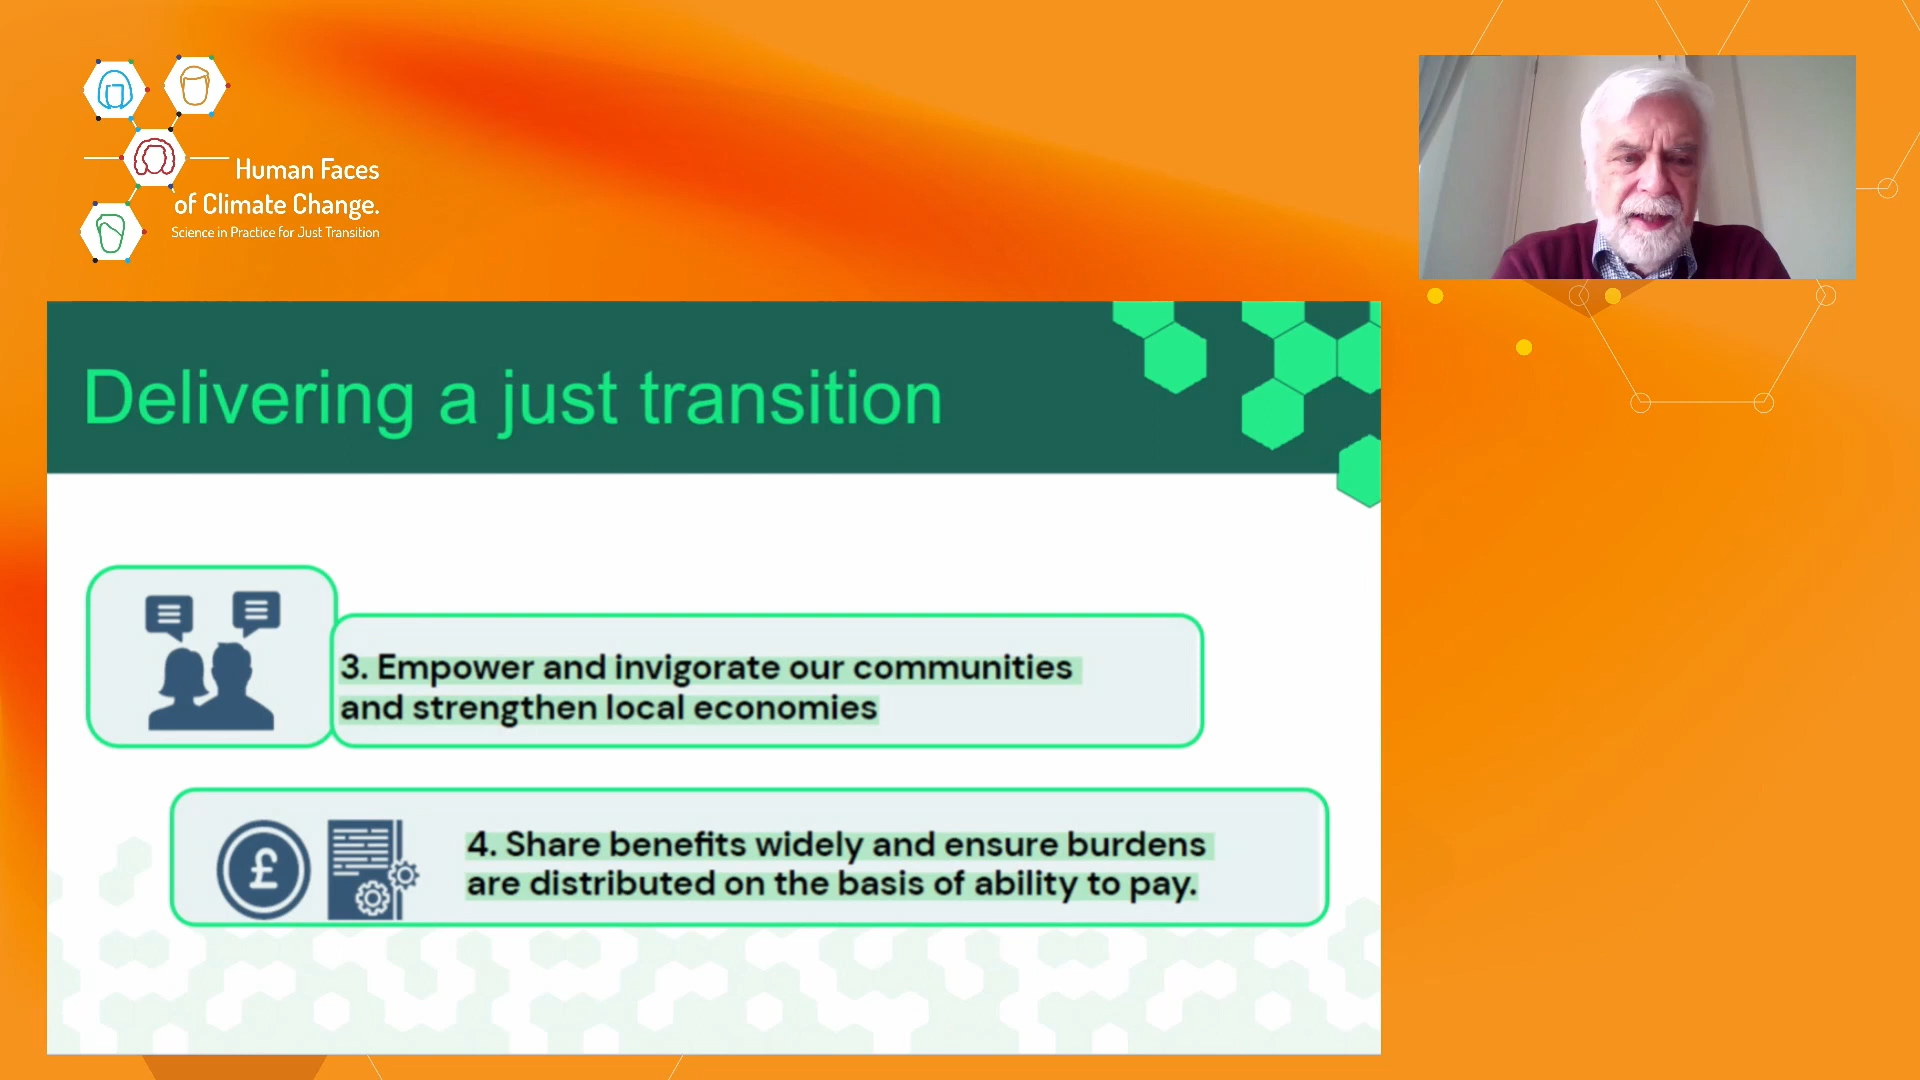 Human Faces
of Climate Change.
Science in Practice for Just Transition
Delivering a just transition
3. Empower and invigorate our communities
and strengthen local economies
£
4. Share benefits widely and ensure burdens
are distributed on the basis of ability to pay.